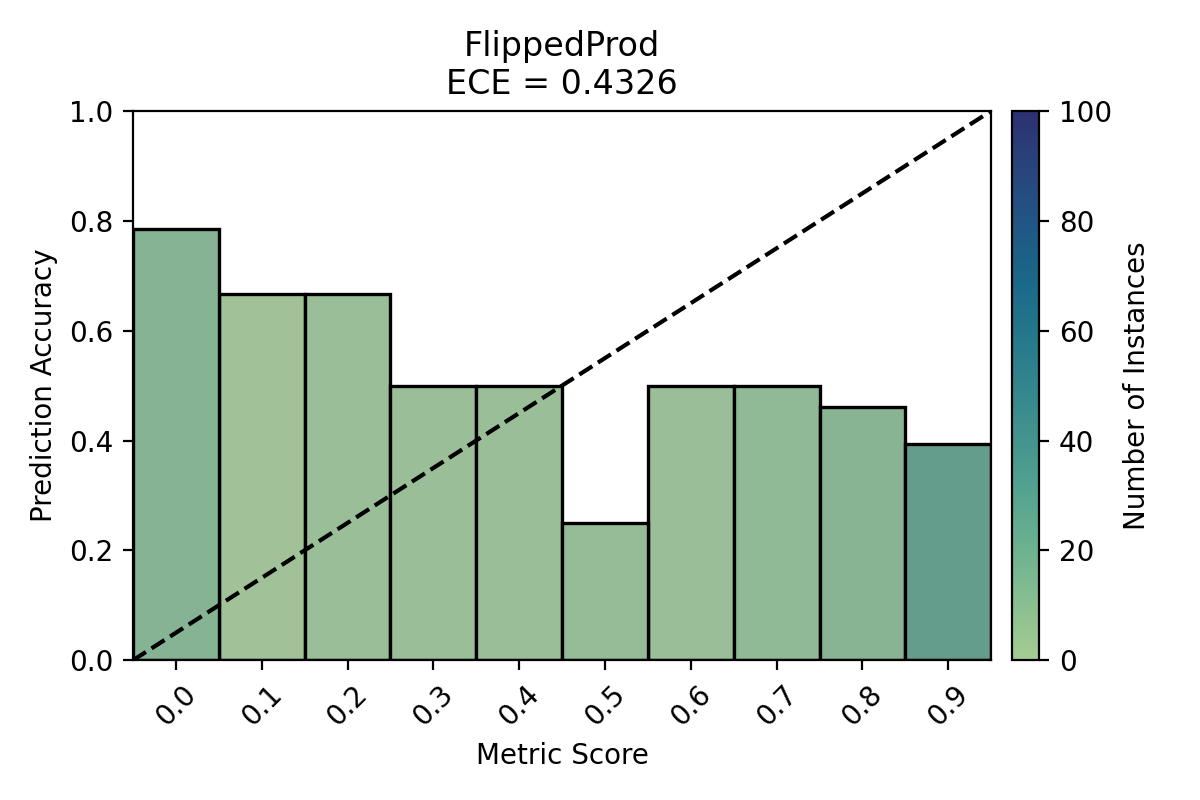 FlippedProd
ECE = 0.4326
Prediction Accuracy
1.0
0.8
0.6
0.4
0.2
0.0
0.0 0.1 0.2 0.3 0.4 0.5 0.6 0.7 0.8 0.9
Metric Score
100
80
60
40
20
0
Number of Instances